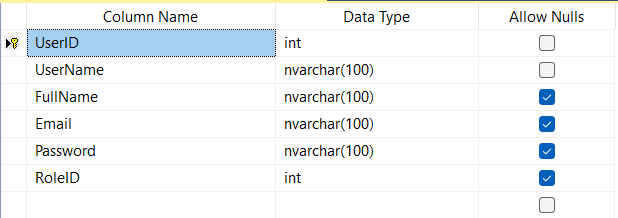 Column Name Data Type Allow Nulls
UserID int
UserName nvarchar(100)
FullName nvarchar(100)
Email nvarchar(100)
Password nvarchar(100)
RoleID int